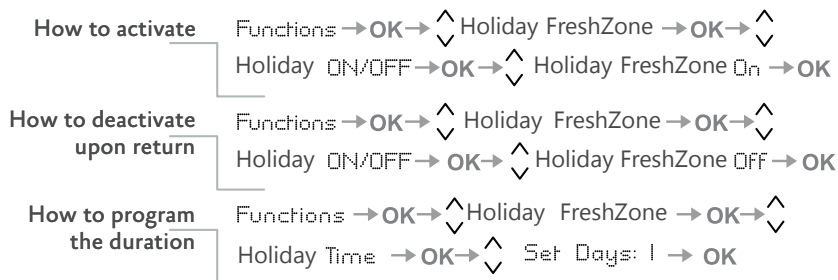 How to activate
Functions → OK → Holiday FreshZone → OK →
Holiday ON/OFF → OK → Holiday FreshZone On → OK
How to deactivate
upon return
Functions → OK → Holiday FreshZone → OK →
Holiday ON/OFF → OK → Holiday FreshZone Off → OK
How to program
the duration
Functions → OK → Holiday FreshZone → OK →
Holiday Time → OK → Set Days: 1 → OK